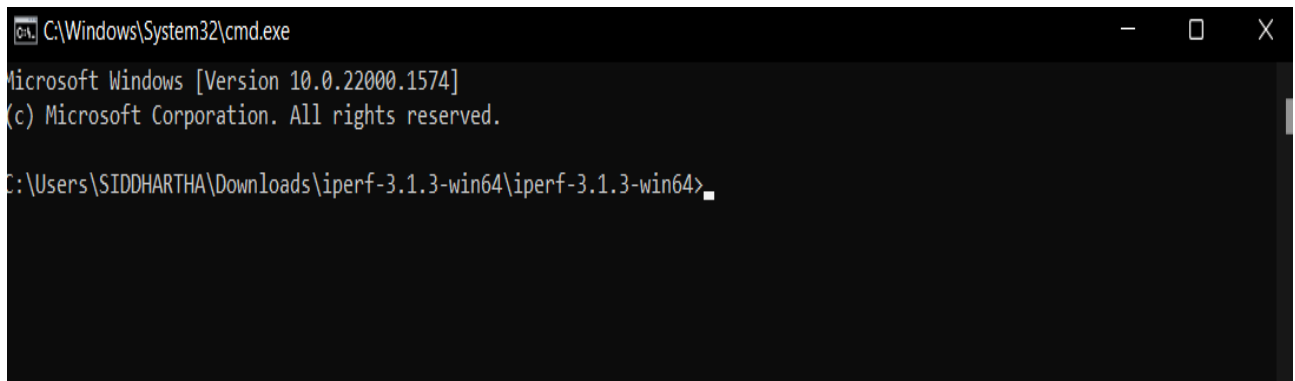 C:\Windows\System32\cmd.exe
Microsoft Windows [Version 10.0.22000.1574]
(c) Microsoft Corporation. All rights reserved.
C:\Users\SIDDHARTHA\Downloads\iperf-3.1.3-win64\iperf-3.1.3-win64>